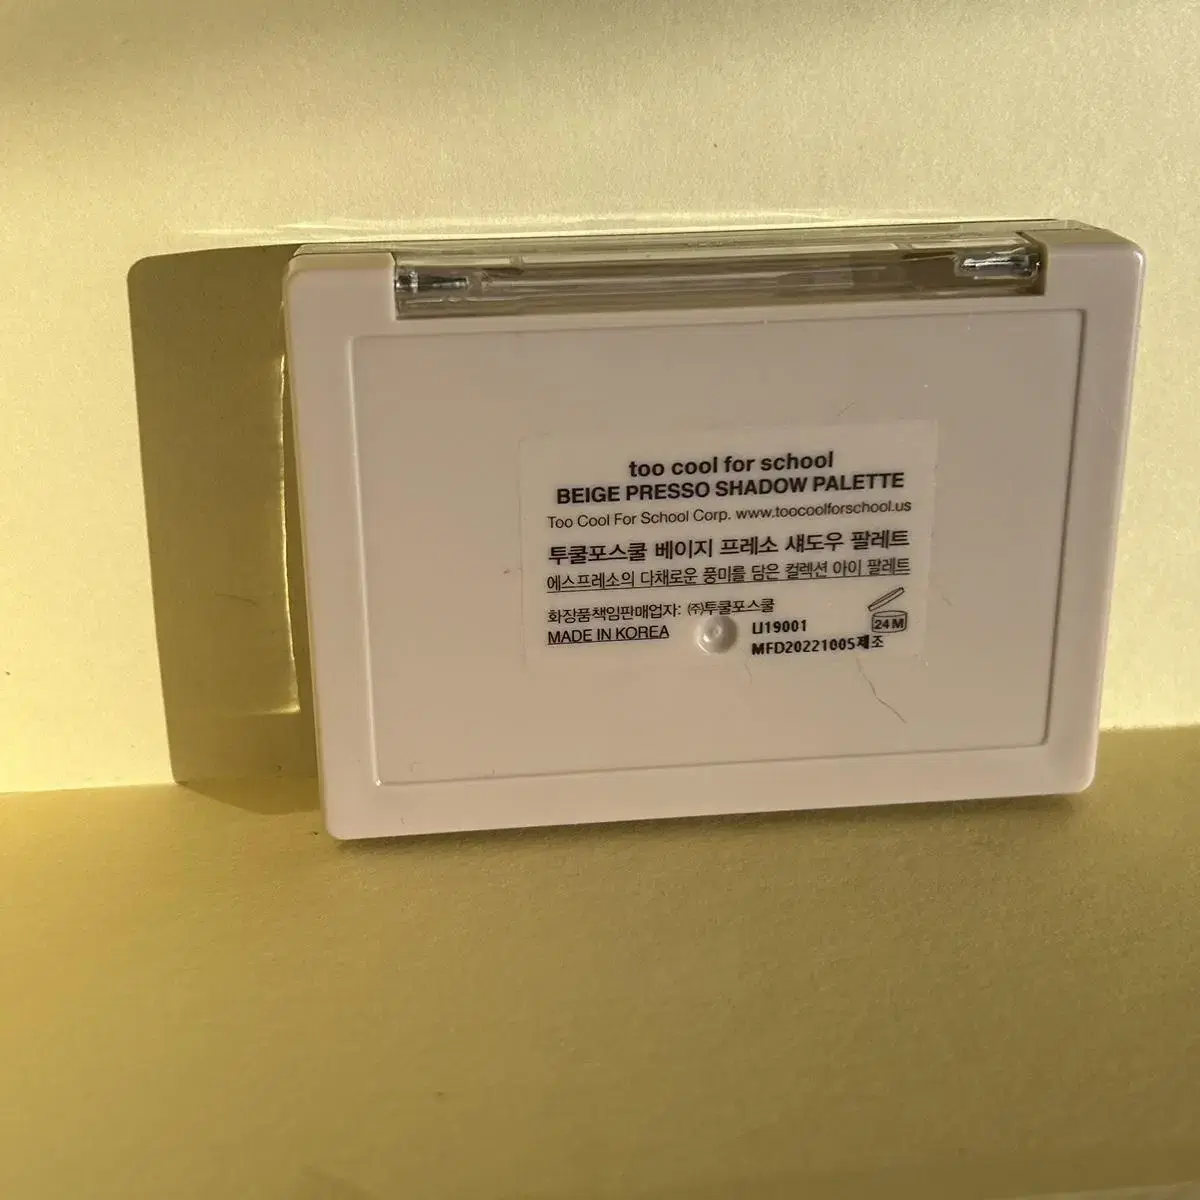 too cool for school
BEIGE PRESSO SHADOW PALETTE
Too Cool For School Corp. www.toocoolforschool.us
투쿨포스쿨 베이지 프레소 섀도우 팔레트
에스프레소의 다채로운 풍미를 담은 컬렉션 아이 팔레트
화장품책임판매업자: ㈜투쿨포스쿨
MADE IN KOREA
LI19001
MFD20221005제조
24 M